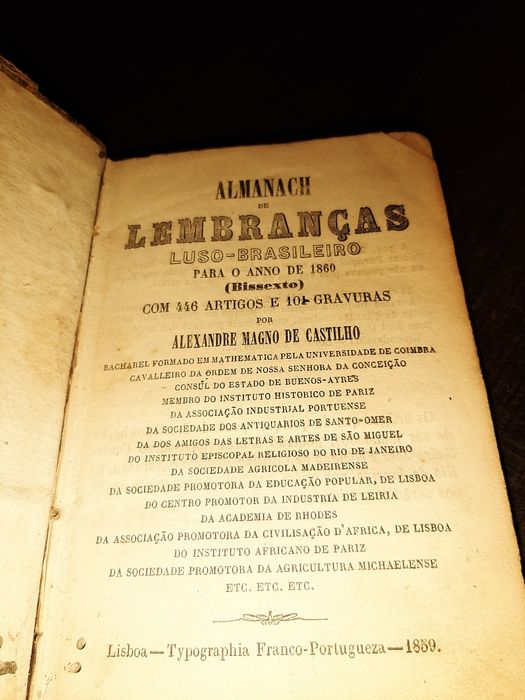 ALMANACH
DE
LEMBRANÇAS
LUSO-BRASILEIRO
PARA O ANNO DE 1860
(Bissexto)
COM 446 ARTIGOS E 101 GRAVURAS
POR
ALEXANDRE MAGNO DE CASTILHO
BACHAREL FORMADO EM MATHEMATICA PELA UNIVERSIDADE DE COIMBRA
CAVALLEIRO DA ORDEM DE NOSSA SENHORA DA CONCEIÇÃO
CONSÚL DO ESTADO DE BUENOS-AYRES
MEMBRO DO INSTITUTO HISTORICO DE PARIZ
DA ASSOCIAÇÃO INDUSTRIAL PORTUENSE
DA SOCIEDADE DOS ANTIQUARIOS DE SANTO-OMER
DA DOS AMIGOS DAS LETRAS E ARTES DE SÃO MIGUEL
DO INSTITUTO EPISCOPAL RELIGIOSO DO RIO DE JANEIRO
DA SOCIEDADE AGRICOLA MADEIRENSE
DA SOCIEDADE PROMOTORA DA EDUCAÇÃO POPULAR, DE LISBOA
DO CENTRO PROMOTOR DA INDUSTRIA DE LEIRIA
DA ACADEMIA DE RHODES
DA ASSOCIAÇÃO PROMOTORA DA CIVILISAÇÃO D'AFRICA, DE LISBOA
DO INSTITUTO AFRICANO DE PARIZ
DA SOCIEDADE PROMOTORA DA AGRICULTURA MICHAELENSE
ETC. ETC. ETC.
Lisboa—Typographia Franco-Portugueza—1859.